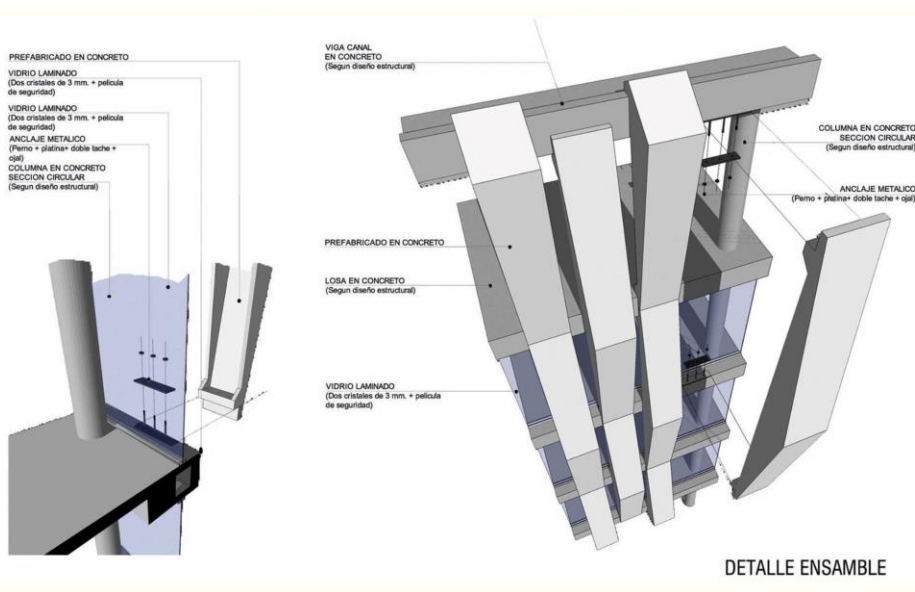 PREFABRICADO EN CONCRETO
VIDRIO LAMINADO
(Dos cristales de 3 mm. + pelicula
de seguridad)
VIDRIO LAMINADO
(Dos cristales de 3 mm. + pelicula
de seguridad)
ANCLAJE METALICO
(Perno + platina+ doble tache +
ojal)
COLUMNA EN CONCRETO
SECCION CIRCULAR
(Segun diseño estructural)
VIGA CANAL
EN CONCRETO
(Segun diseño estructural)
PREFABRICADO EN CONCRETO
LOSA EN CONCRETO
(Segun diseño estructural)
VIDRIO LAMINADO
(Dos cristales de 3 mm. + pelicula
de seguridad)
COLUMNA EN CONCRETO
SECCION CIRCULAR
(Segun diseño estructural)
ANCLAJE METALICO
(Perno + platina+ doble tache + ojal)
DETALLE ENSAMBLE